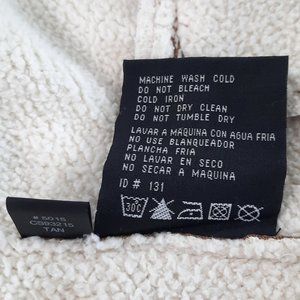 MACHINE WASH COLD
DO NOT BLEACH
COLD IRON
DO NOT DRY CLEAN
DO NOT TUMBLE DRY
LAVAR A MAQUINA CON AGUA FRIA
NO USE BLANQUEADOR
PLANCHA FRIA
NO LAVAR EN SECO
NO SECAR A MAQUINA
ID # 131
30°C
# 5015
CS93215
TAN